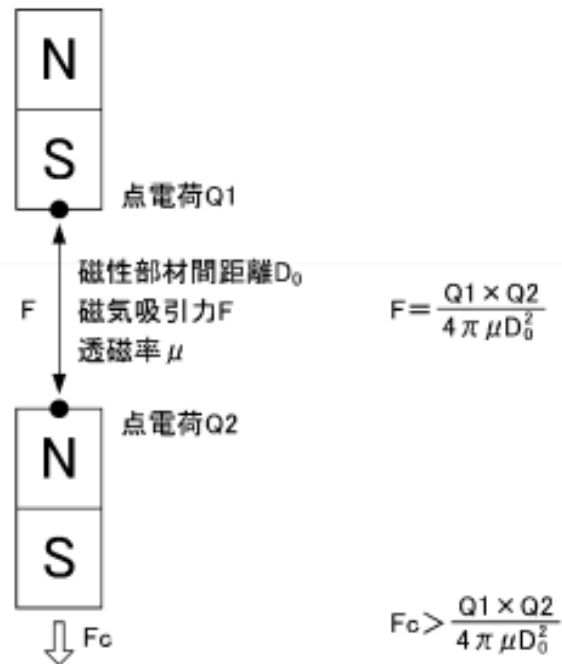 N
S
点電荷Q1
磁性部材間距離D₀
F 磁気吸引力F
透磁率μ
F=Q1×Q2/4πμD₀²
点電荷Q2
N
S
Fc
Fc>Q1×Q2/4πμD₀²